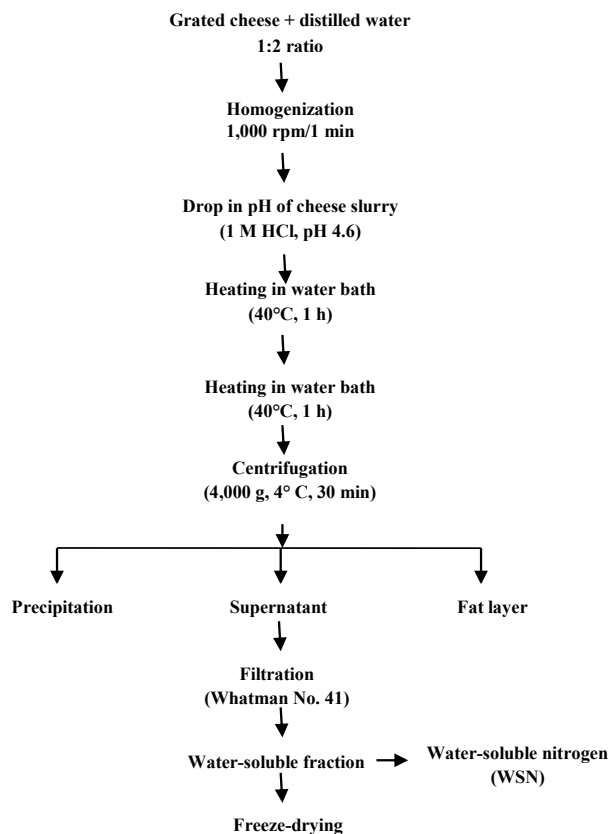 Grated cheese + distilled water
1:2 ratio
Homogenization
1,000 rpm/1 min
Drop in pH of cheese slurry
(1 M HCl, pH 4.6)
Heating in water bath
(40°C, 1 h)
Heating in water bath
(40°C, 1 h)
Centrifugation
(4,000 g, 4° C, 30 min)
Precipitation
Supernatant
Fat layer
Filtration
(Whatman No. 41)
Water-soluble fraction
Water-soluble nitrogen
(WSN)
Freeze-drying